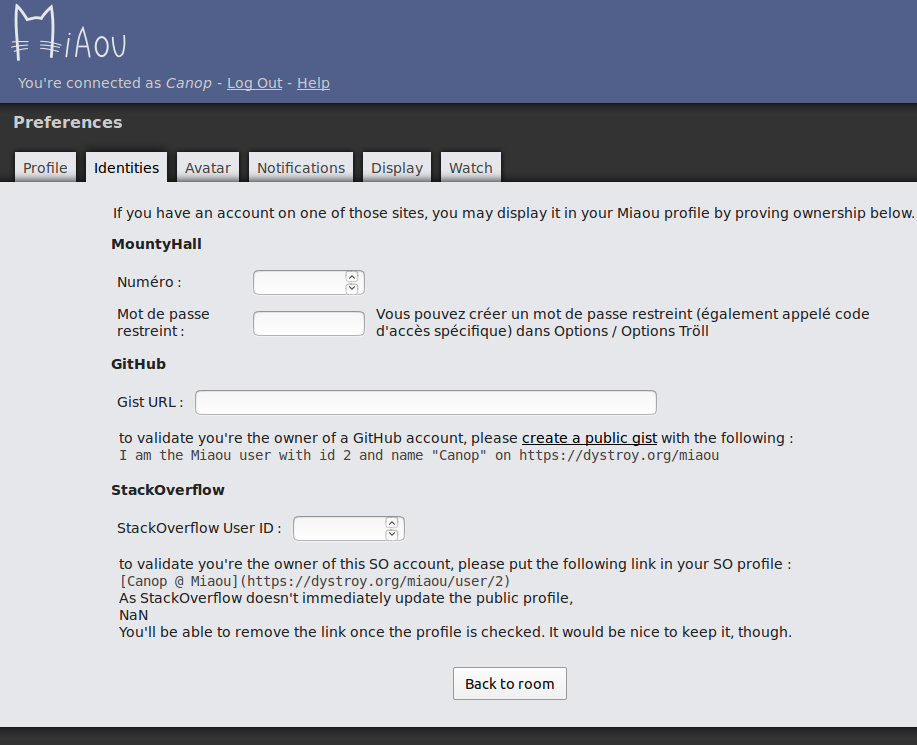 MiAou
You're connected as Canop - Log Out - Help
Preferences
Profile
Identities
Avatar
Notifications
Display
Watch
If you have an account on one of those sites, you may display it in your Miaou profile by proving ownership below.
MountyHall
Numéro :
Mot de passe
restreint :
Vous pouvez créer un mot de passe restreint (également appelé code
d'accès spécifique) dans Options / Options Tröll
GitHub
Gist URL :
to validate you're the owner of a GitHub account, please create a public gist with the following :
I am the Miaou user with id 2 and name "Canop" on https://dystroy.org/miaou
StackOverflow
StackOverflow User ID :
to validate you're the owner of this SO account, please put the following link in your SO profile :
[Canop @ Miaou](https://dystroy.org/miaou/user/2)
As StackOverflow doesn't immediately update the public profile,
NaN
You'll be able to remove the link once the profile is checked. It would be nice to keep it, though.
Back to room